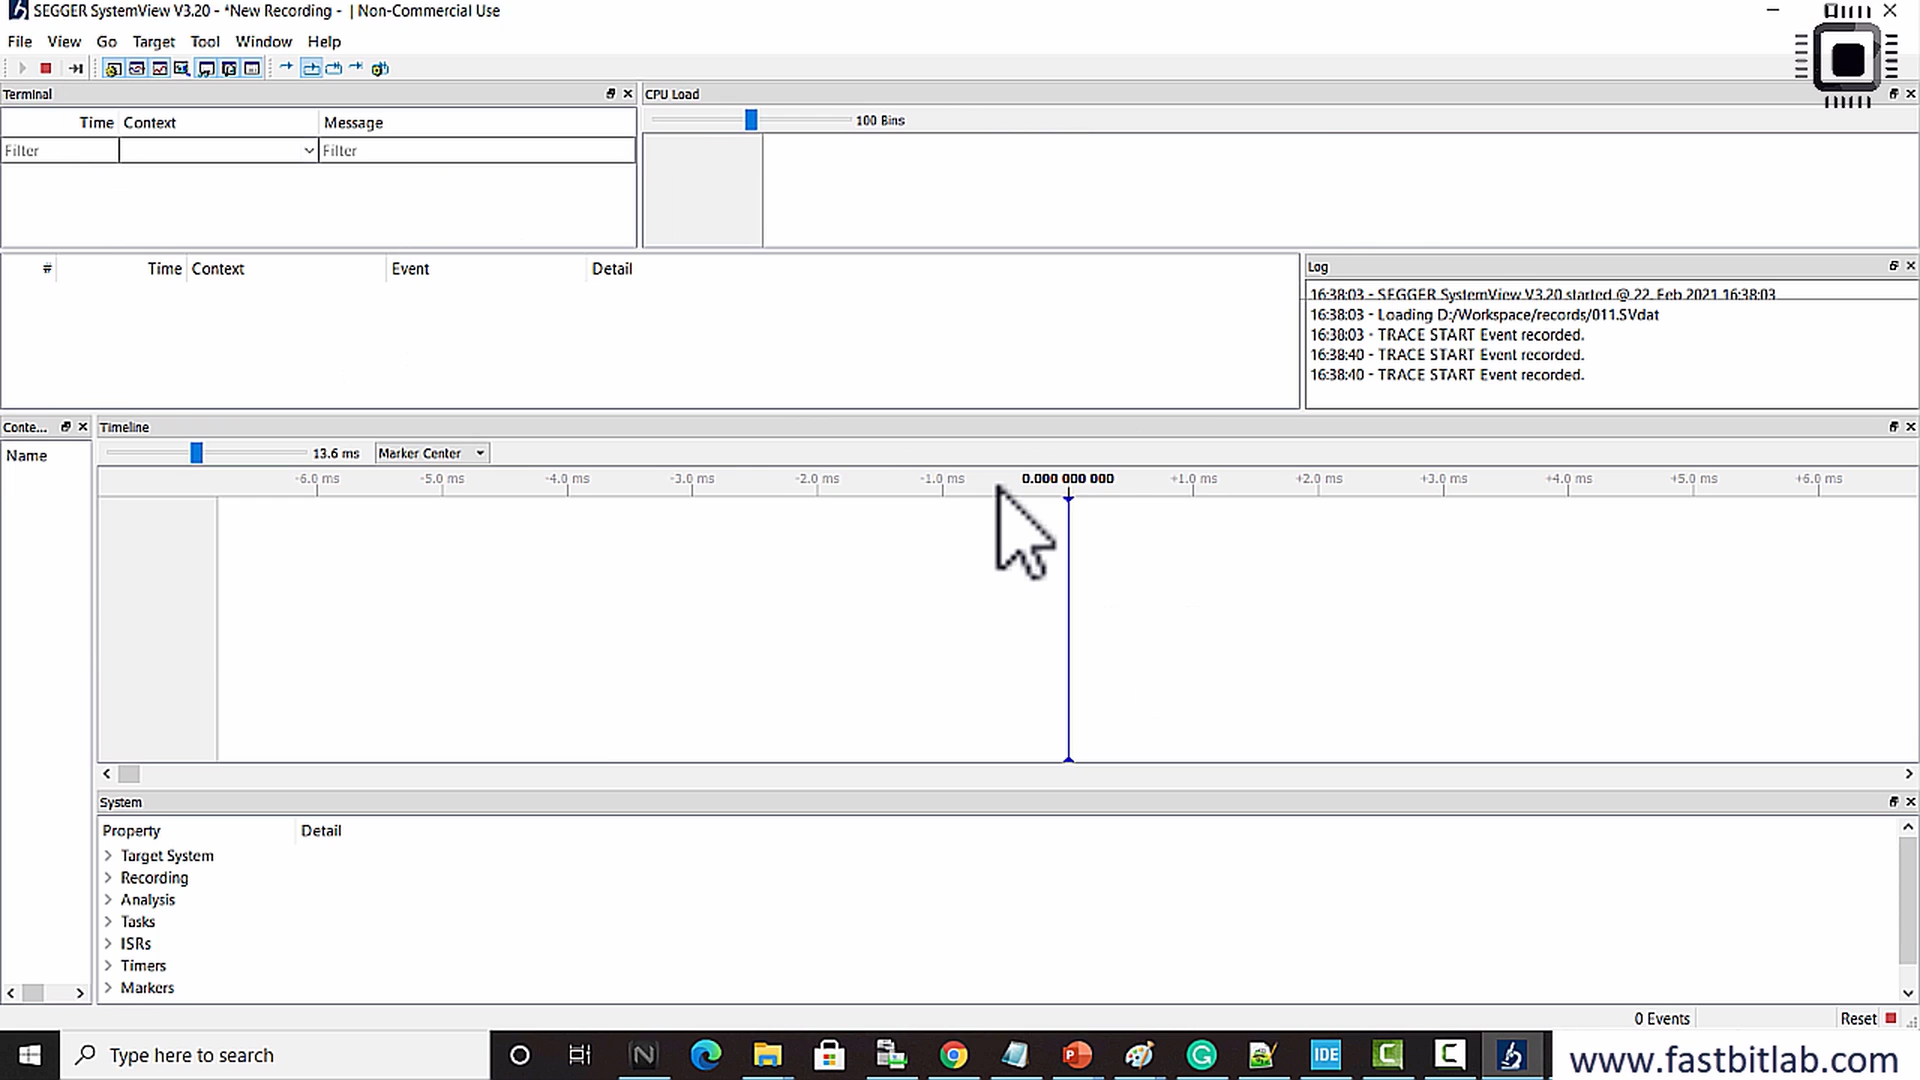 SEGGER SystemView V3.20 - *New Recording - | Non-Commercial Use
File View Go Target Tool Window Help
Terminal
Time Context Message
Filter Filter
CPU Load
100 Bins
# Time Context Event Detail
Log
16:38:03 - SEGGER SystemView V3.20 started @ 22. Feb 2021 16:38:03
16:38:03 - Loading D:/Workspace/records/011.SVdat
16:38:03 - TRACE START Event recorded.
16:38:40 - TRACE START Event recorded.
16:38:40 - TRACE START Event recorded.
Conte...
Name
Timeline
13.6 ms Marker Center
-6.0 ms -5.0 ms -4.0 ms -3.0 ms -2.0 ms -1.0 ms 0.000 000 000 +1.0 ms +2.0 ms +3.0 ms +4.0 ms +5.0 ms +6.0 ms
System
Property Detail
Target System
Recording
Analysis
Tasks
ISRs
Timers
Markers
0 Events Reset
Type here to search
IDE
www.fastbitlab.com